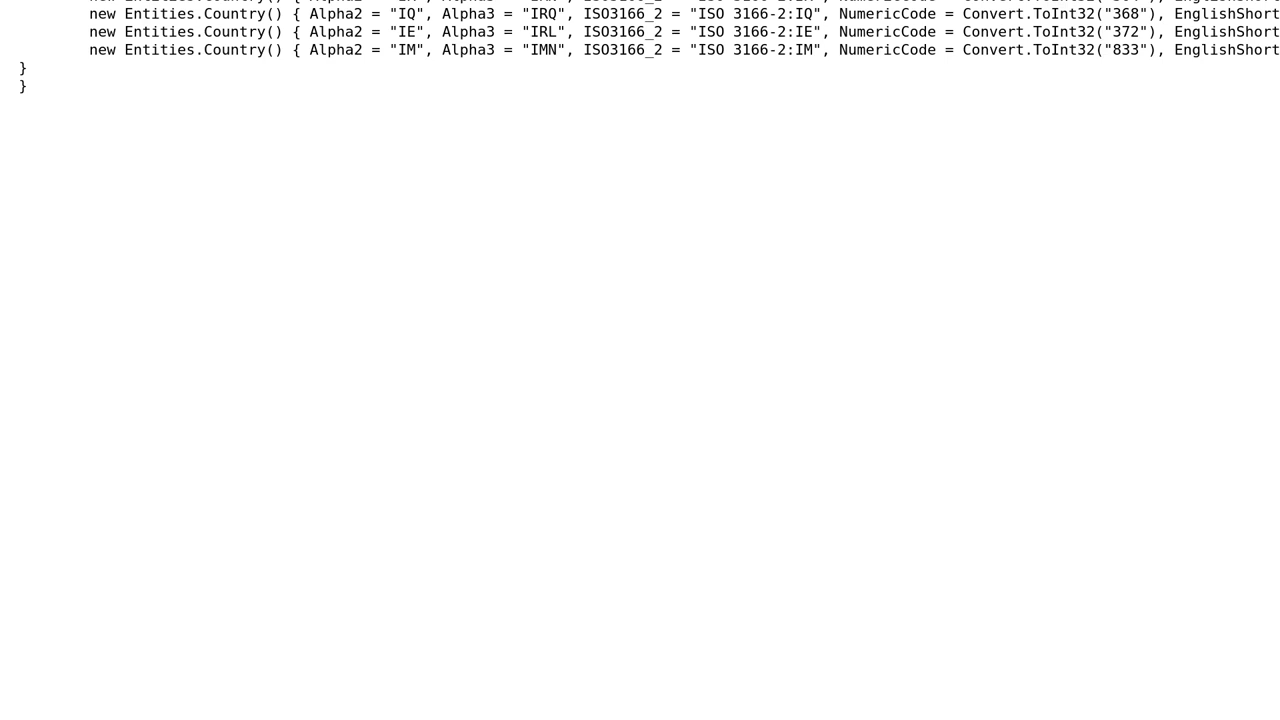 new Entities.Country() { Alpha2 = "IQ", Alpha3 = "IRQ", ISO3166_2 = "ISO 3166-2:IQ", NumericCode = Convert.ToInt32("368"), EnglishShort
new Entities.Country() { Alpha2 = "IE", Alpha3 = "IRL", ISO3166_2 = "ISO 3166-2:IE", NumericCode = Convert.ToInt32("372"), EnglishShort
new Entities.Country() { Alpha2 = "IM", Alpha3 = "IMN", ISO3166_2 = "ISO 3166-2:IM", NumericCode = Convert.ToInt32("833"), EnglishShort
}
}